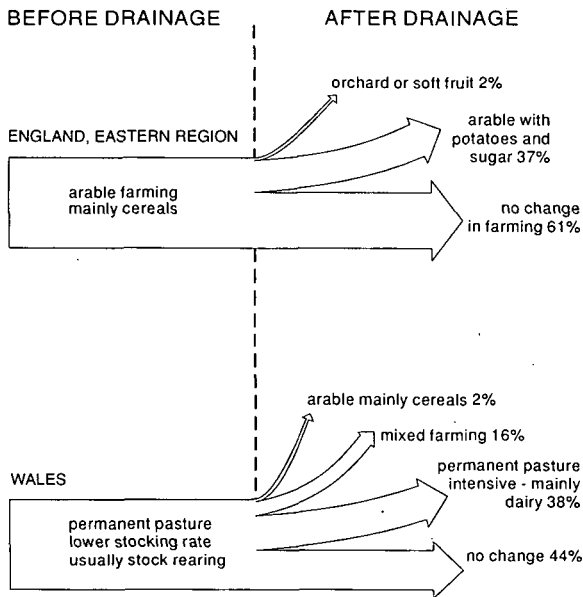 BEFORE DRAINAGE
AFTER DRAINAGE
orchard or soft fruit 2%
ENGLAND, EASTERN REGION
arable with
potatoes and
sugar 37%
arable farming
mainly cereals
no change
in farming 61%
arable mainly cereals 2%
mixed farming 16%
WALES
permanent pasture
intensive - mainly
dairy 38%
permanent pasture
lower stocking rate
usually stock rearing
no change 44%